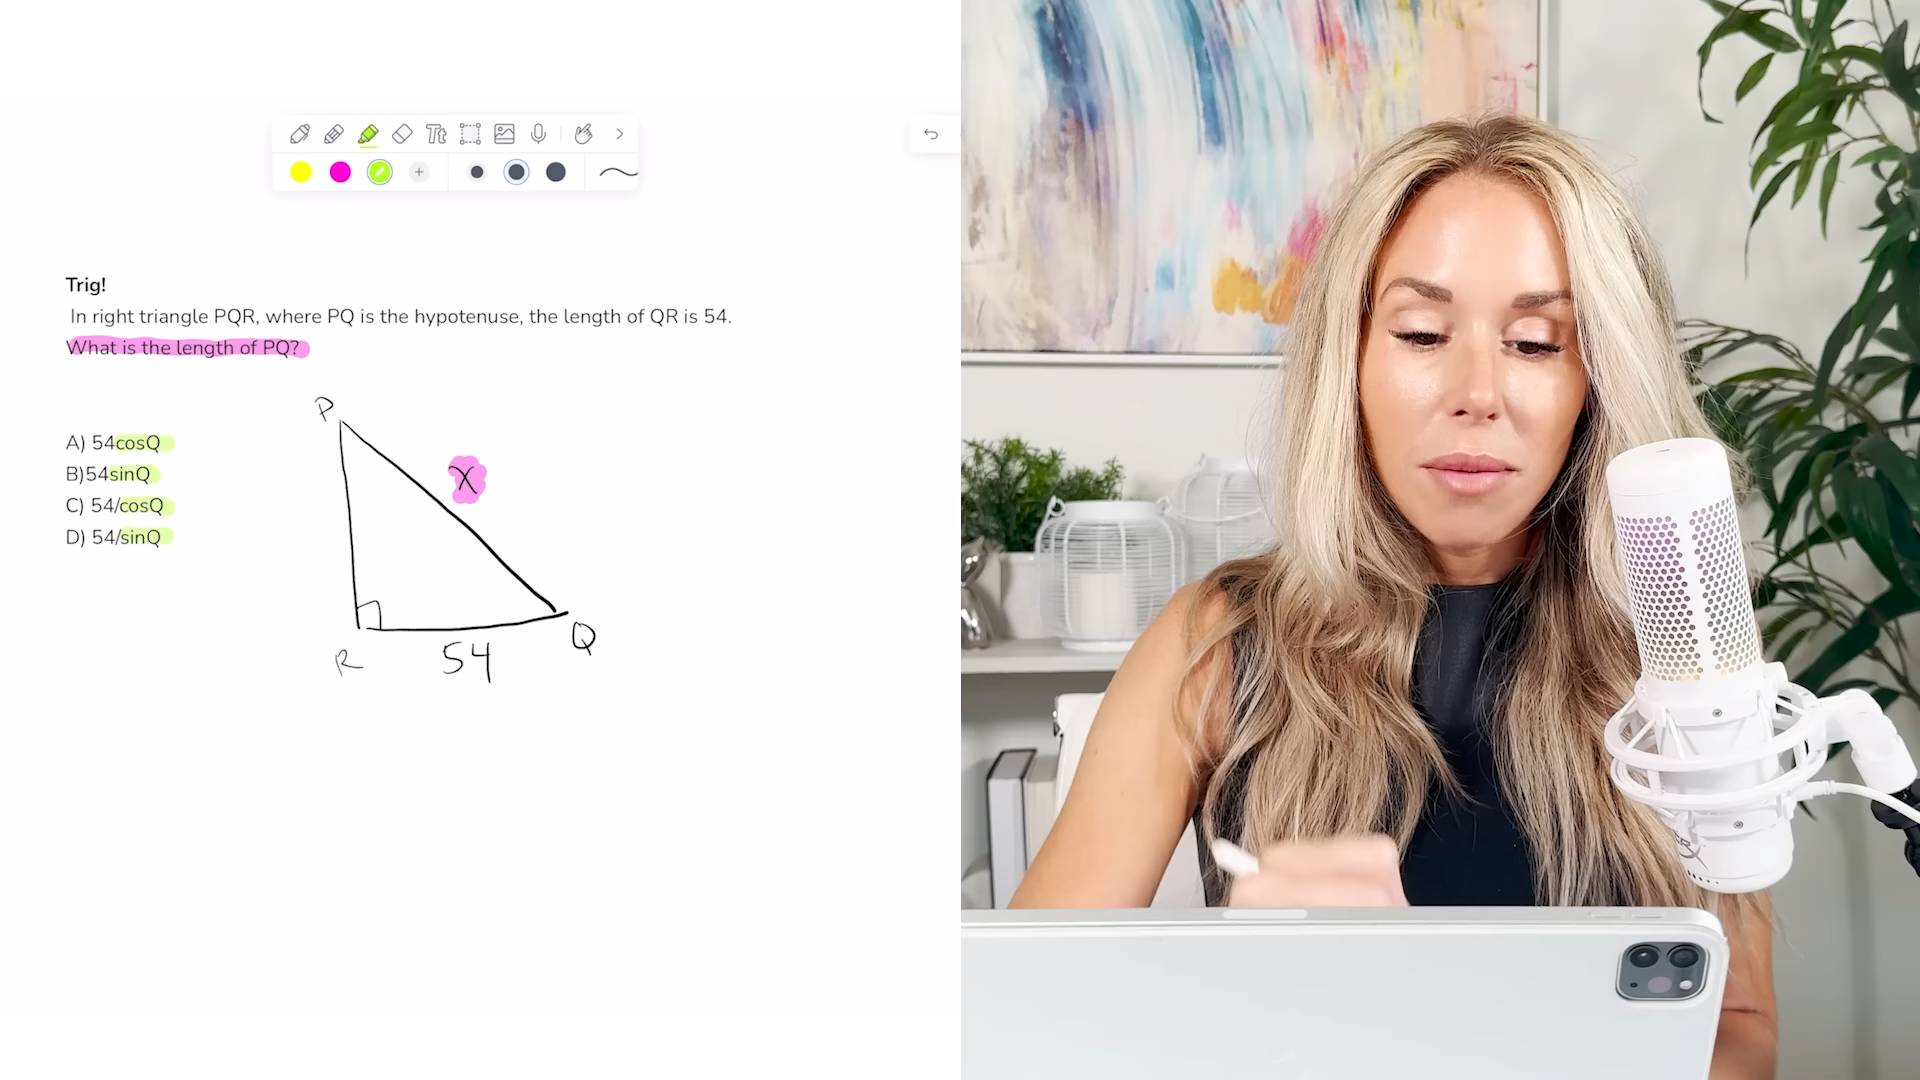 Tt
Trig!
In right triangle PQR, where PQ is the hypotenuse, the length of QR is 54.
What is the length of PQ?
P
A) 54cosQ
X
B)54sinQ
C) 54/cosQ
D) 54/sinQ
R
54
Q